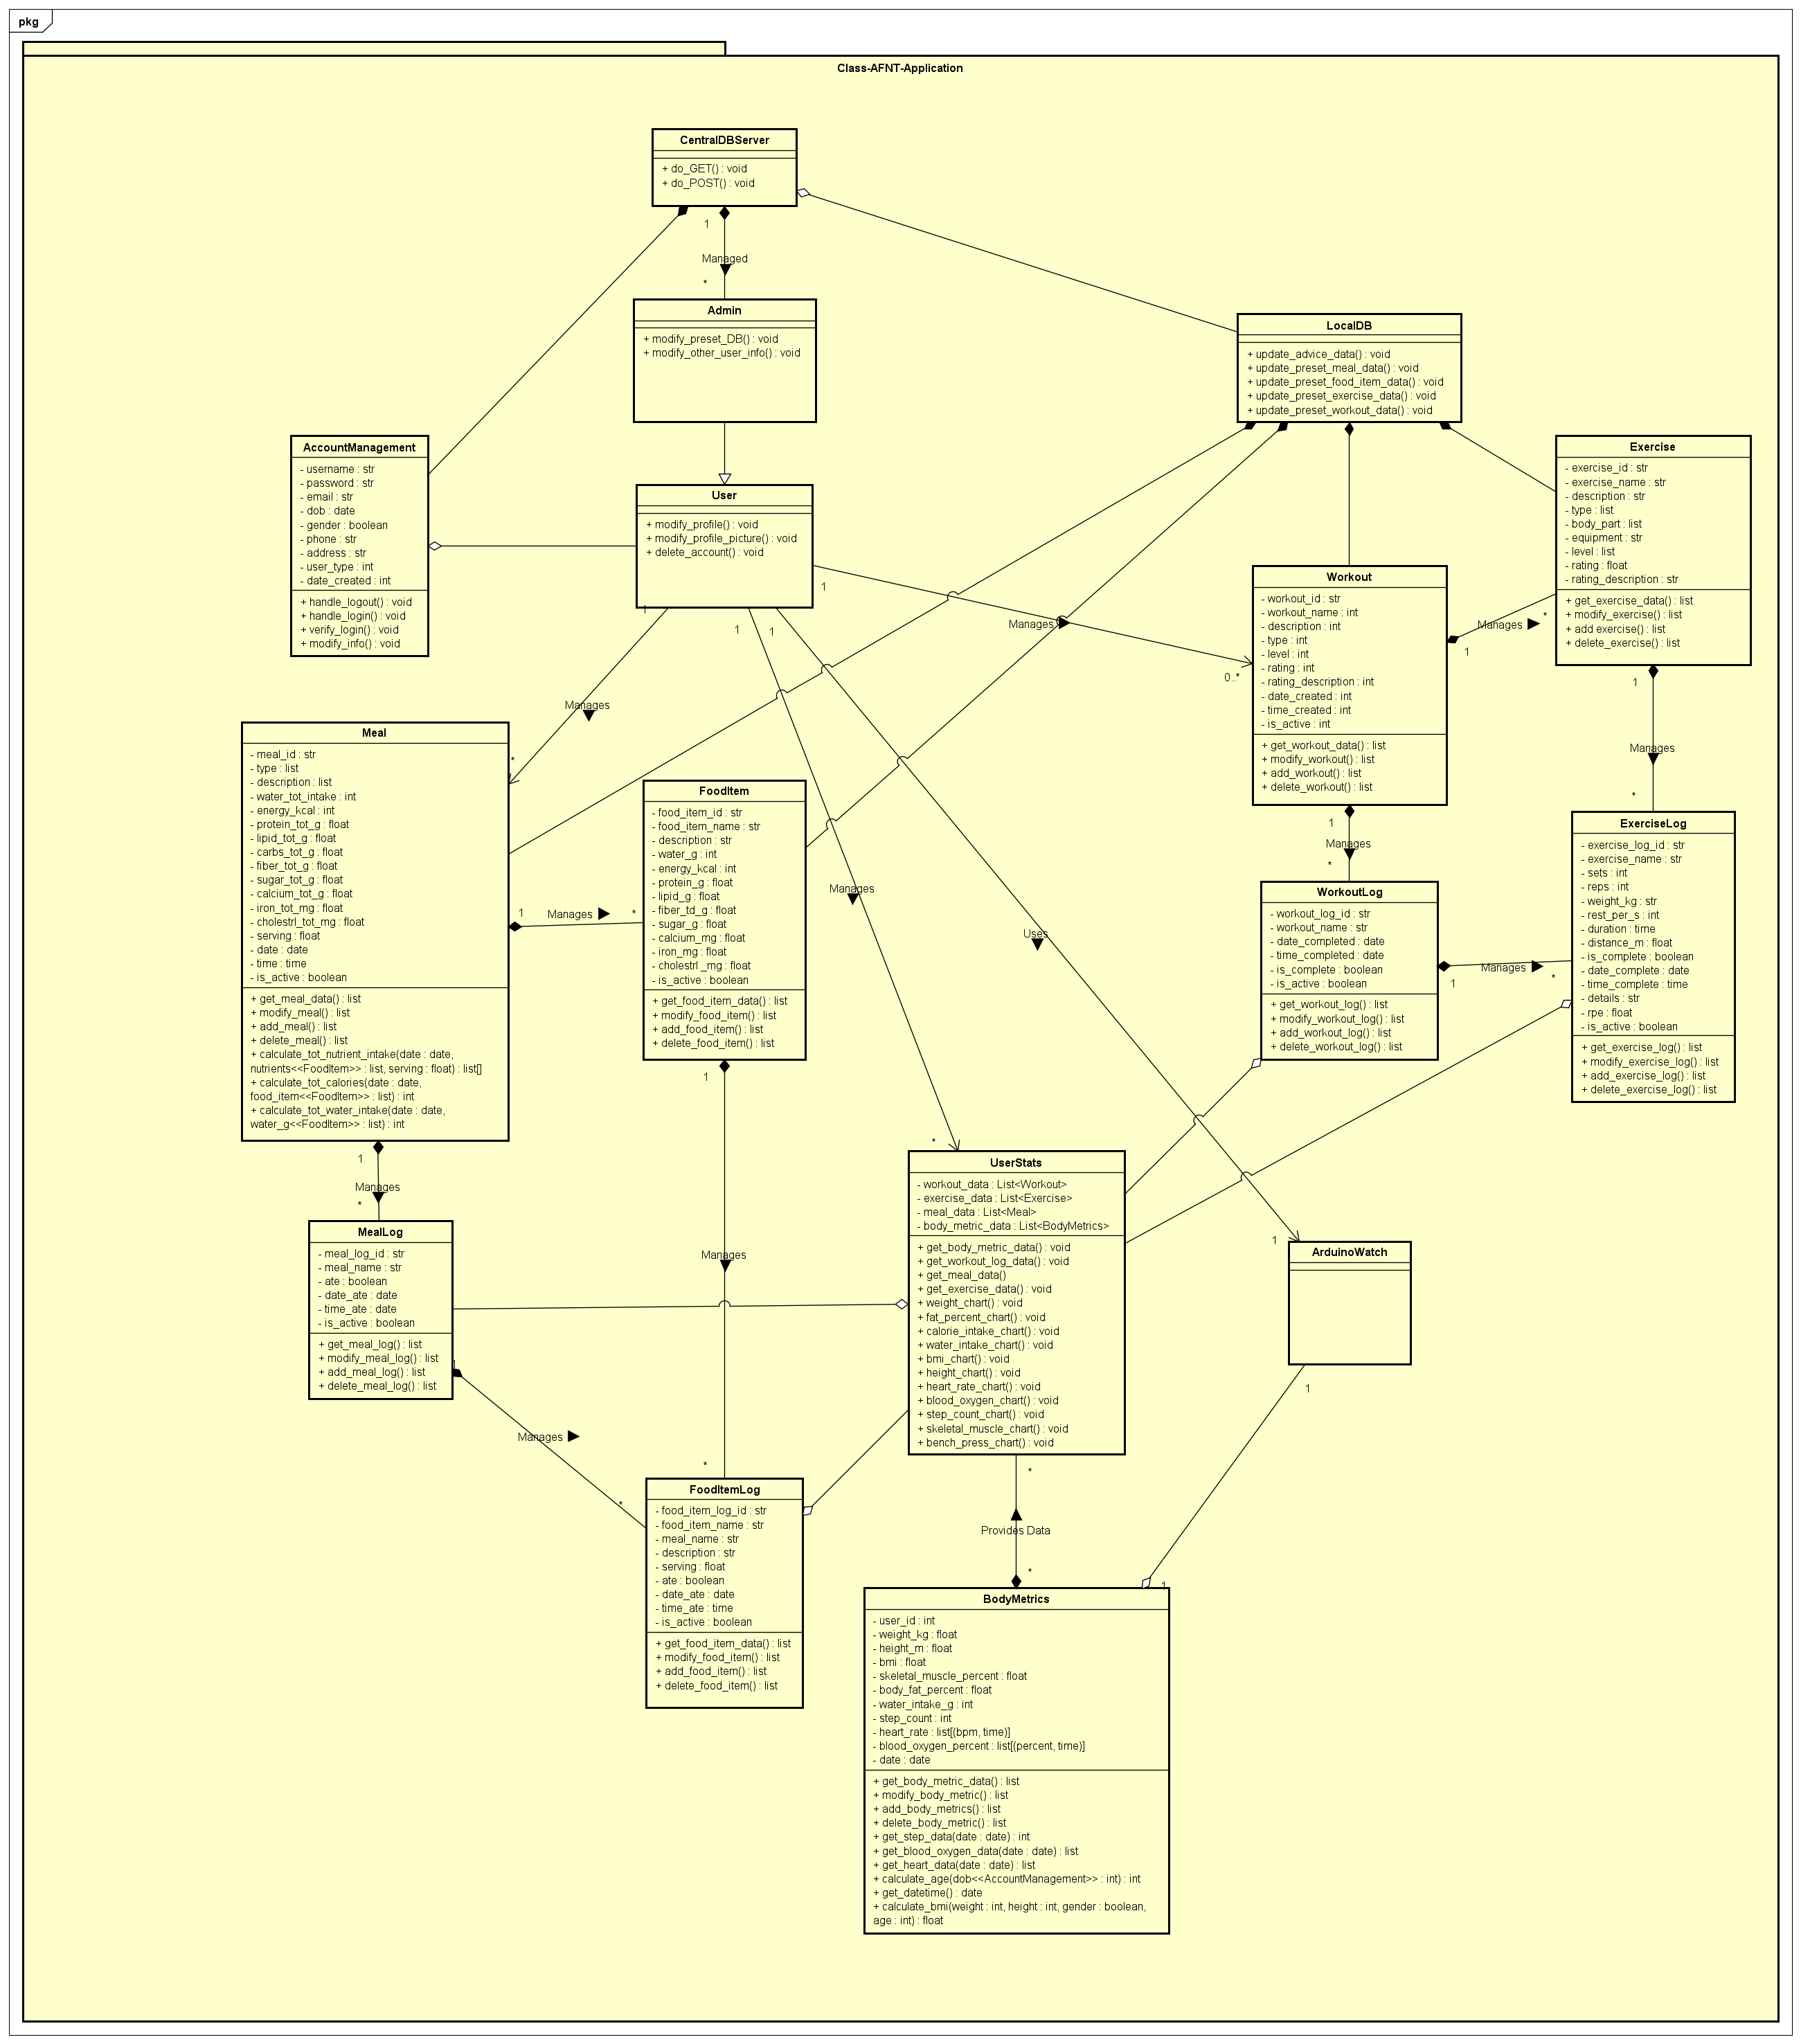 pkg
Class-AFNT-Application
CentralDBServer
+ do_GET() : void
+ do_POST() : void
1
Managed
*
Admin
+ modify_preset_DB() : void
+ modify_other_user_info() : void
LocalDB
+ update_advice_data() : void
+ update_preset_meal_data() : void
+ update_preset_food_item_data() : void
+ update_preset_exercise_data() : void
+ update_preset_workout_data() : void
AccountManagement
- username : str
- password : str
- email : str
- dob : date
- gender : boolean
- phone : str
- address : str
- user_type : int
- date_created : int
+ handle_logout() : void
+ handle_login() : void
+ verify_login() : void
+ modify_info() : void
User
+ modify_profile() : void
+ modify_profile_picture() : void
+ delete_account() : void
1
1
1
1
Manages
0..*
Exercise
- exercise_id : str
- exercise_name : str
- description : str
- type : list
- body_part : list
- equipment : str
- level : list
- rating : float
- rating_description : str
+ get_exercise_data() : list
+ modify_exercise() : list
+ add exercise() : list
+ delete_exercise() : list
Workout
- workout_id : str
- workout_name : int
- description : int
- type : int
- level : int
- rating : int
- rating_description : int
- date_created : int
- time_created : int
- is_active : int
+ get_workout_data() : list
+ modify_workout() : list
+ add_workout() : list
+ delete_workout() : list
Manages
1
*
1
Manages
*
Manages
*
Meal
- meal_id : str
- type : list
- description : list
- water_tot_intake : int
- energy_kcal : int
- protein_tot_g : float
- lipid_tot_g : float
- carbs_tot_g : float
- fiber_tot_g : float
- sugar_tot_g : float
- calcium_tot_g : float
- iron_tot_mg : float
- cholestrl_tot_mg : float
- serving : float
- date : date
- time : time
- is_active : boolean
+ get_meal_data() : list
+ modify_meal() : list
+ add_meal() : list
+ delete_meal() : list
+ calculate_tot_nutrient_intake(date : date,
nutrients<<FoodItem>> : list, serving : float) : list[]
+ calculate_tot_calories(date : date,
food_item<<FoodItem>> : list) : int
+ calculate_tot_water_intake(date : date,
water_g<<FoodItem>> : list) : int
1
Manages
*
FoodItem
- food_item_id : str
- food_item_name : str
- description : str
- water_g : int
- energy_kcal : int
- protein_g : float
- lipid_g : float
- fiber_td_g : float
- sugar_g : float
- calcium_mg : float
- iron_mg : float
- cholestrl _mg : float
- is_active : boolean
+ get_food_item_data() : list
+ modify_food_item() : list
+ add_food_item() : list
+ delete_food_item() : list
1
Manages
*
Uses
1
Manages
*
WorkoutLog
- workout_log_id : str
- workout_name : str
- date_completed : date
- time_completed : date
- is_complete : boolean
- is_active : boolean
+ get_workout_log() : list
+ modify_workout_log() : list
+ add_workout_log() : list
+ delete_workout_log() : list
Manages
1
*
ExerciseLog
- exercise_log_id : str
- exercise_name : str
- sets : int
- reps : int
- weight_kg : str
- rest_per_s : int
- duration : time
- distance_m : float
- is_complete : boolean
- date_complete : date
- time_complete : time
- details : str
- rpe : float
- is_active : boolean
+ get_exercise_log() : list
+ modify_exercise_log() : list
+ add_exercise_log() : list
+ delete_exercise_log() : list
1
Manages
*
MealLog
- meal_log_id : str
- meal_name : str
- ate : boolean
- date_ate : date
- time_ate : date
- is_active : boolean
+ get_meal_log() : list
+ modify_meal_log() : list
+ add_meal_log() : list
+ delete_meal_log() : list
1
Manages
*
Manages
*
UserStats
- workout_data : List<Workout>
- exercise_data : List<Exercise>
- meal_data : List<Meal>
- body_metric_data : List<BodyMetrics>
+ get_body_metric_data() : void
+ get_workout_log_data() : void
+ get_meal_data()
+ get_exercise_data() : void
+ weight_chart() : void
+ fat_percent_chart() : void
+ calorie_intake_chart() : void
+ water_intake_chart() : void
+ bmi_chart() : void
+ height_chart() : void
+ heart_rate_chart() : void
+ blood_oxygen_chart() : void
+ step_count_chart() : void
+ skeletal_muscle_chart() : void
+ bench_press_chart() : void
1
ArduinoWatch
1
*
Provides Data
*
1
FoodItemLog
- food_item_log_id : str
- food_item_name : str
- meal_name : str
- description : str
- serving : float
- ate : boolean
- date_ate : date
- time_ate : time
- is_active : boolean
+ get_food_item_data() : list
+ modify_food_item() : list
+ add_food_item() : list
+ delete_food_item() : list
BodyMetrics
- user_id : int
- weight_kg : float
- height_m : float
- bmi : float
- skeletal_muscle_percent : float
- body_fat_percent : float
- water_intake_g : int
- step_count : int
- heart_rate : list[(bpm, time)]
- blood_oxygen_percent : list[(percent, time)]
- date : date
+ get_body_metric_data() : list
+ modify_body_metric() : list
+ add_body_metrics() : list
+ delete_body_metric() : list
+ get_step_data(date : date) : int
+ get_blood_oxygen_data(date : date) : list
+ get_heart_data(date : date) : list
+ calculate_age(dob<<AccountManagement>> : int) : int
+ get_datetime() : date
+ calculate_bmi(weight : int, height : int, gender : boolean,
age : int) : float